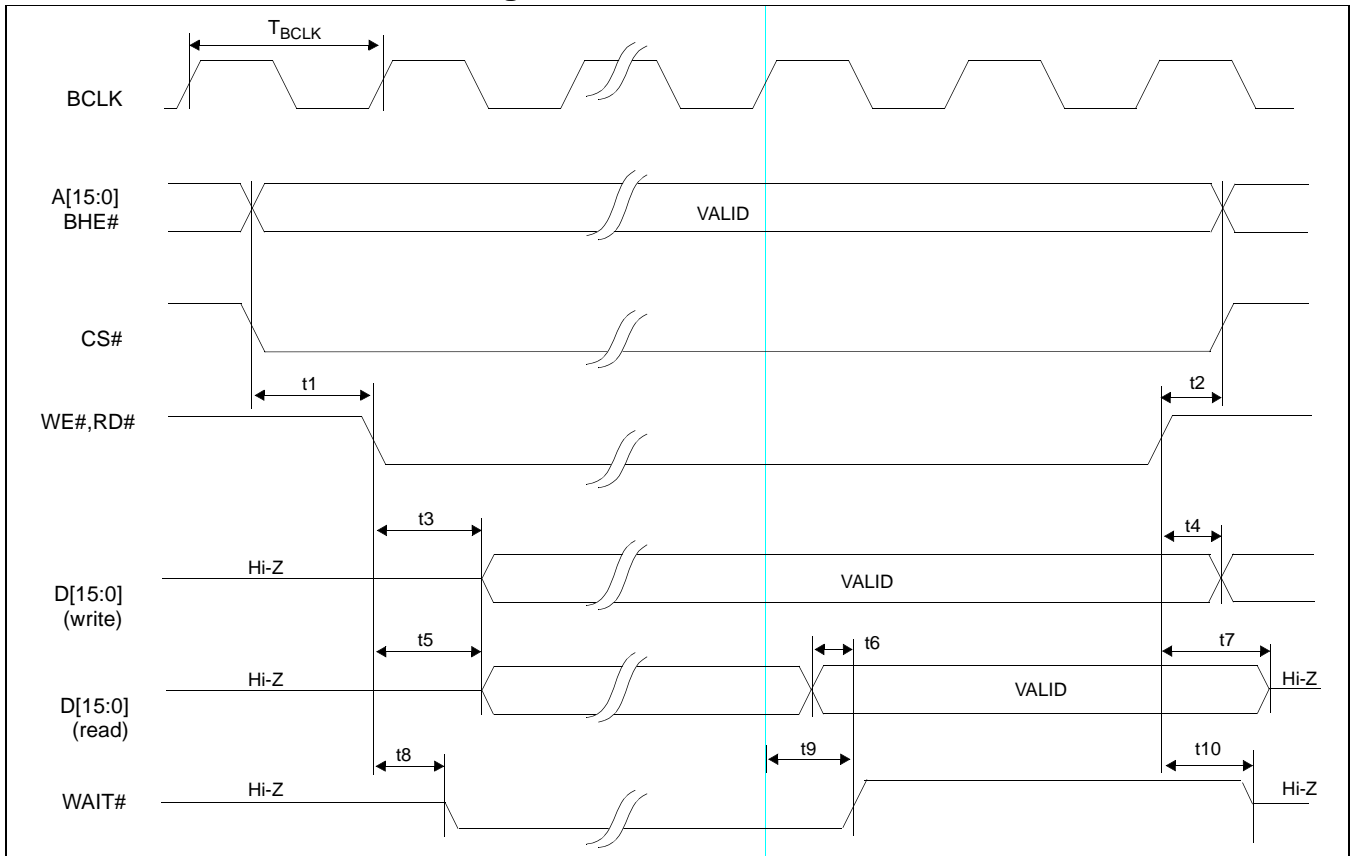 TBCLK
BCLK
A[15:0]
BHE#
VALID
CS#
t1
t2
WE#,RD#
t3
t4
Hi-Z
VALID
D[15:0]
(write)
t5
t6
t7
Hi-Z
VALID
Hi-Z
D[15:0]
(read)
t8
t9
t10
Hi-Z
Hi-Z
WAIT#